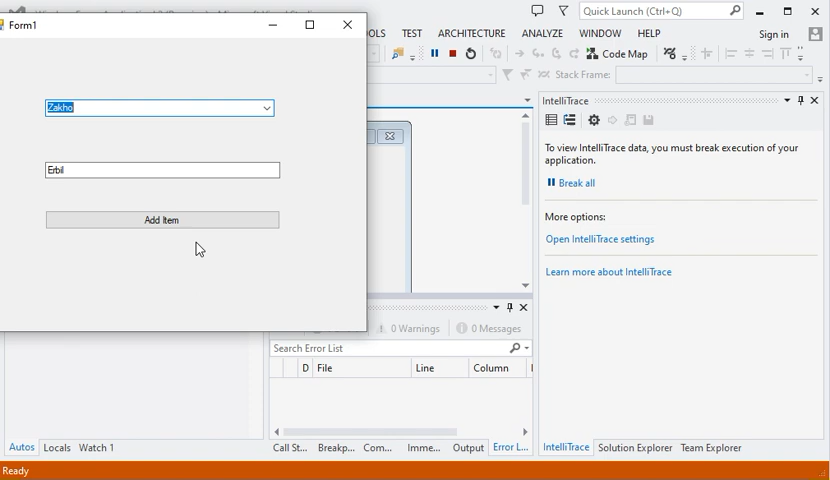 Form1
Quick Launch (Ctrl+Q)
TEST
ARCHITECTURE
ANALYZE
WINDOW
HELP
Sign in
Code Map
Stack Frame:
Zakho
Erbil
Add Item
IntelliTrace
To view IntelliTrace data, you must break execution of your
application.
Break all
More options:
Open IntelliTrace settings
Learn more about IntelliTrace
0 Warnings
0 Messages
Search Error List
D
File
Line
Column
Autos
Locals
Watch 1
Call St...
Breakp...
Com...
Imme...
Output
Error L...
IntelliTrace
Solution Explorer
Team Explorer
Ready